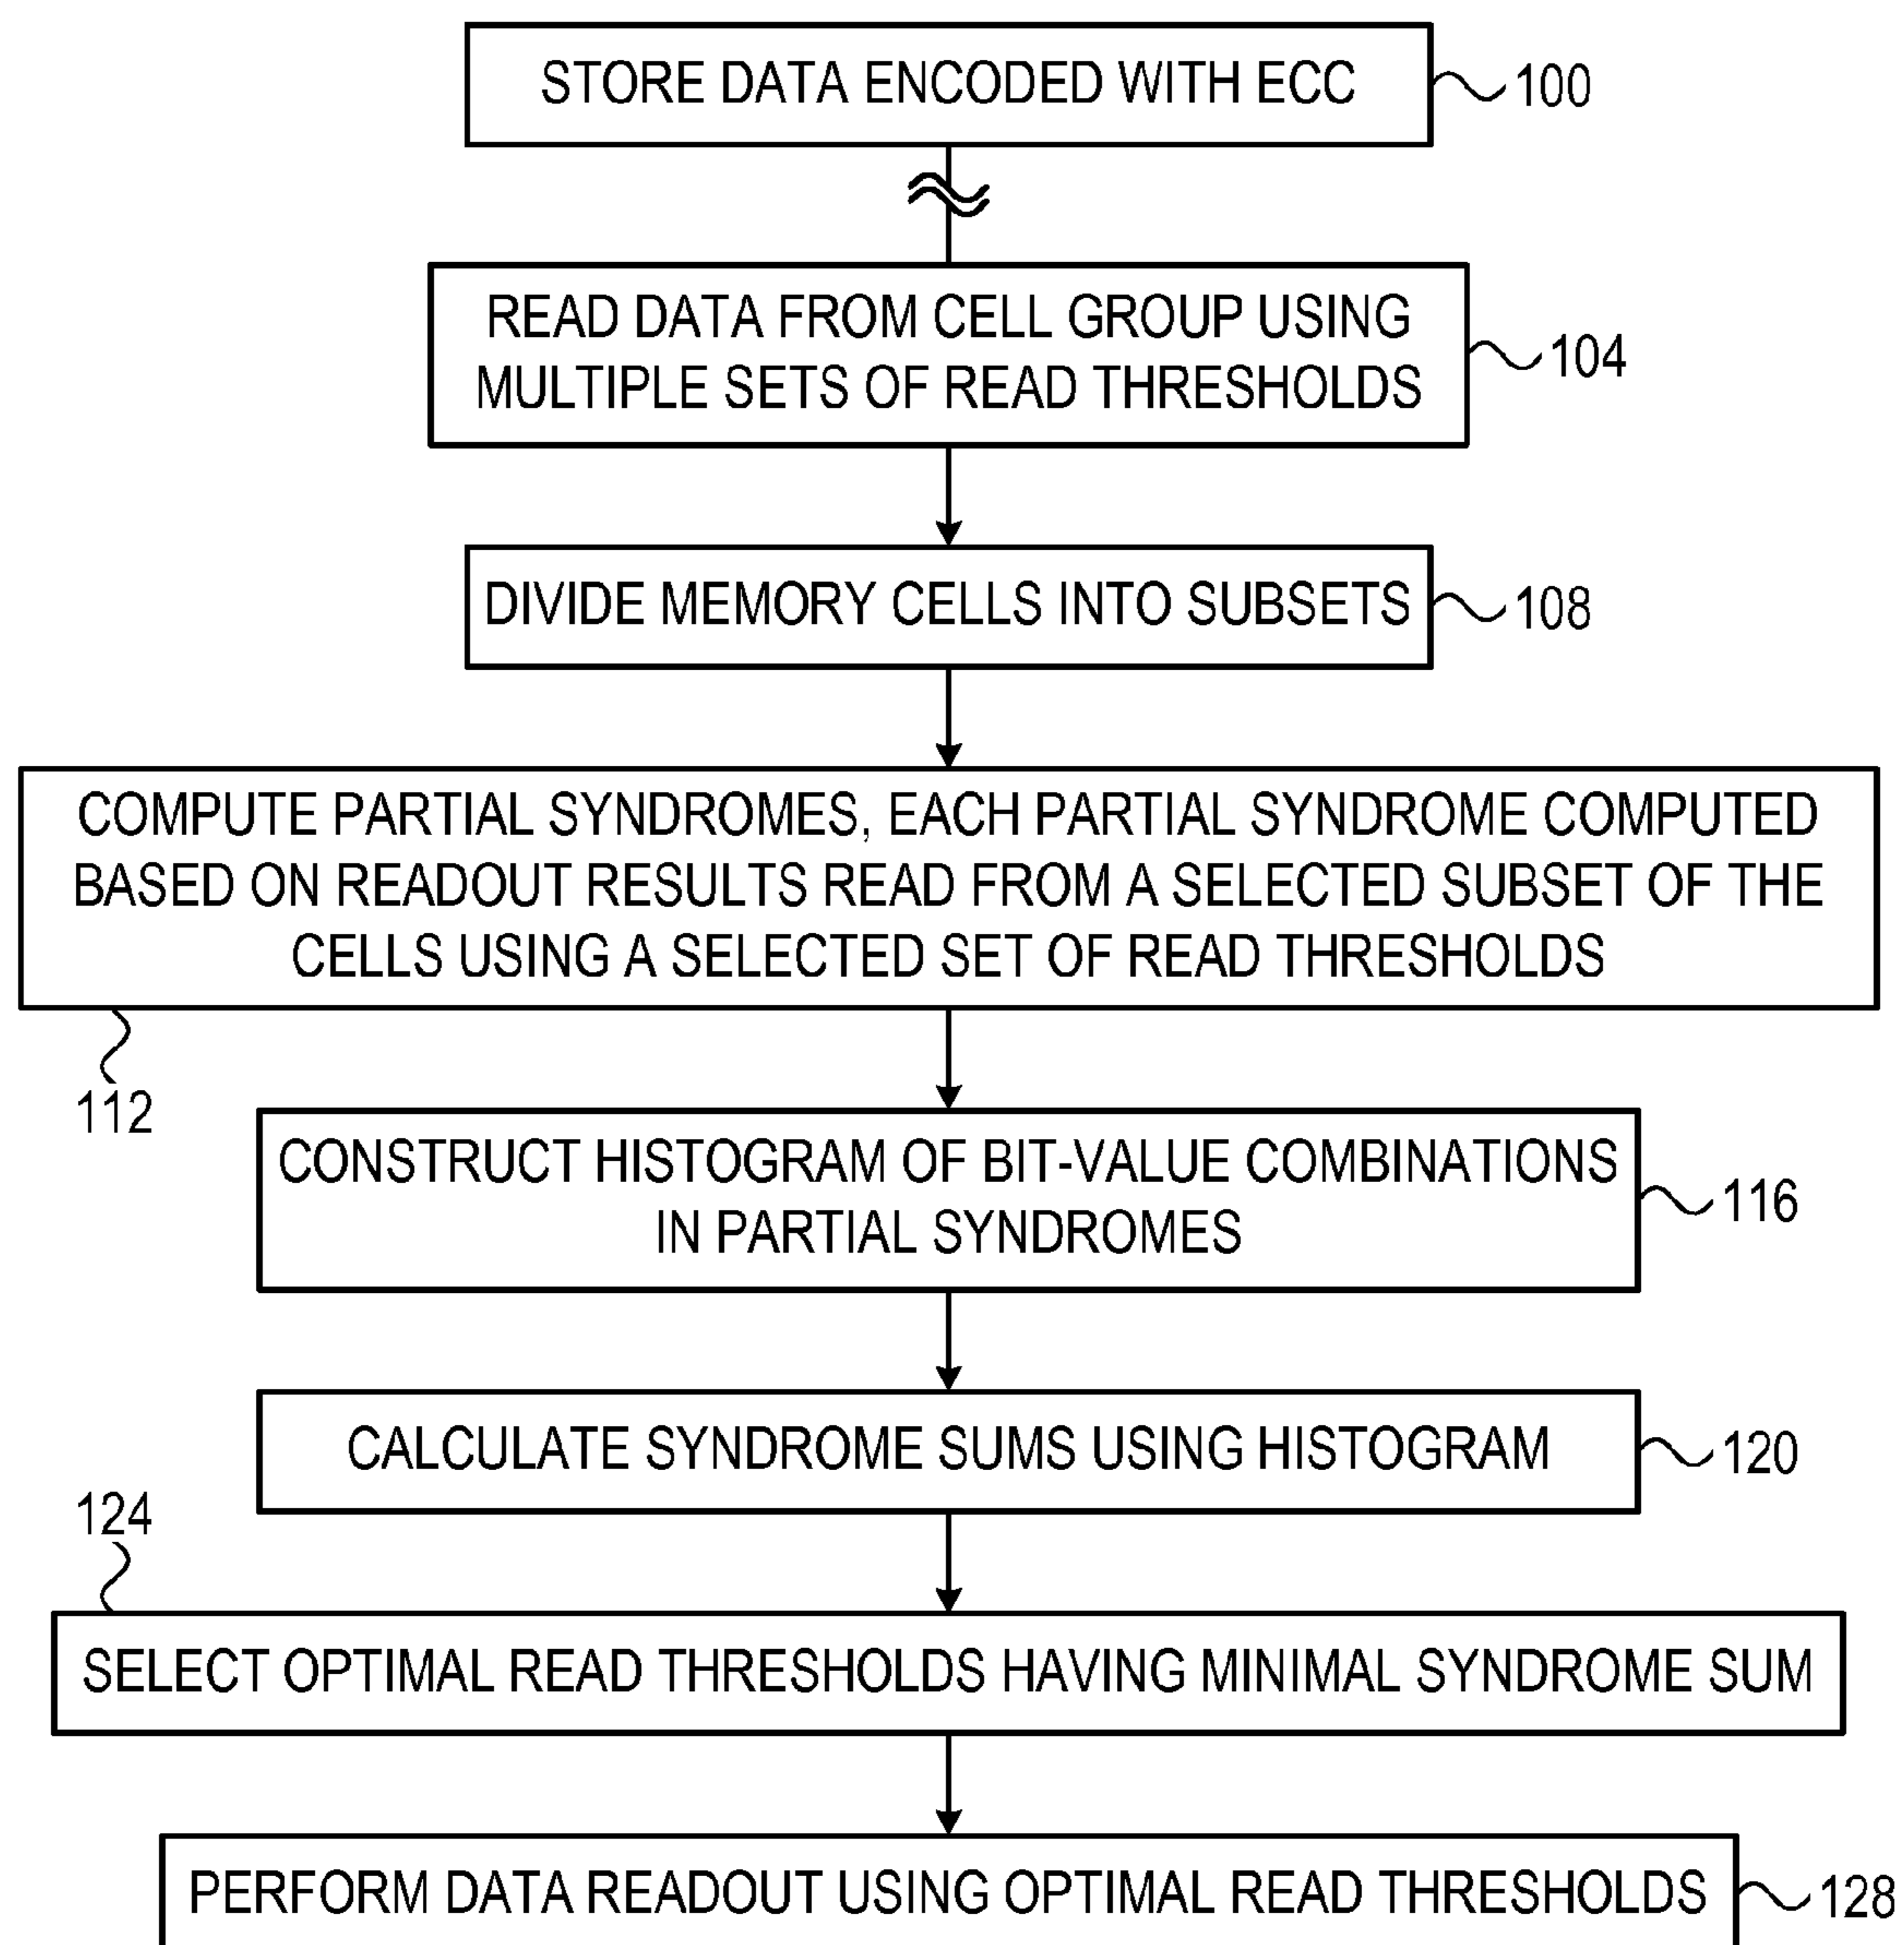 STORE DATA ENCODED WITH ECC
100
READ DATA FROM CELL GROUP USING
MULTIPLE SETS OF READ THRESHOLDS
104
DIVIDE MEMORY CELLS INTO SUBSETS
108
COMPUTE PARTIAL SYNDROMES, EACH PARTIAL SYNDROME COMPUTED
BASED ON READOUT RESULTS READ FROM A SELECTED SUBSET OF THE
CELLS USING A SELECTED SET OF READ THRESHOLDS
112
CONSTRUCT HISTOGRAM OF BIT-VALUE COMBINATIONS
IN PARTIAL SYNDROMES
116
CALCULATE SYNDROME SUMS USING HISTOGRAM
120
124
SELECT OPTIMAL READ THRESHOLDS HAVING MINIMAL SYNDROME SUM
PERFORM DATA READOUT USING OPTIMAL READ THRESHOLDS
128